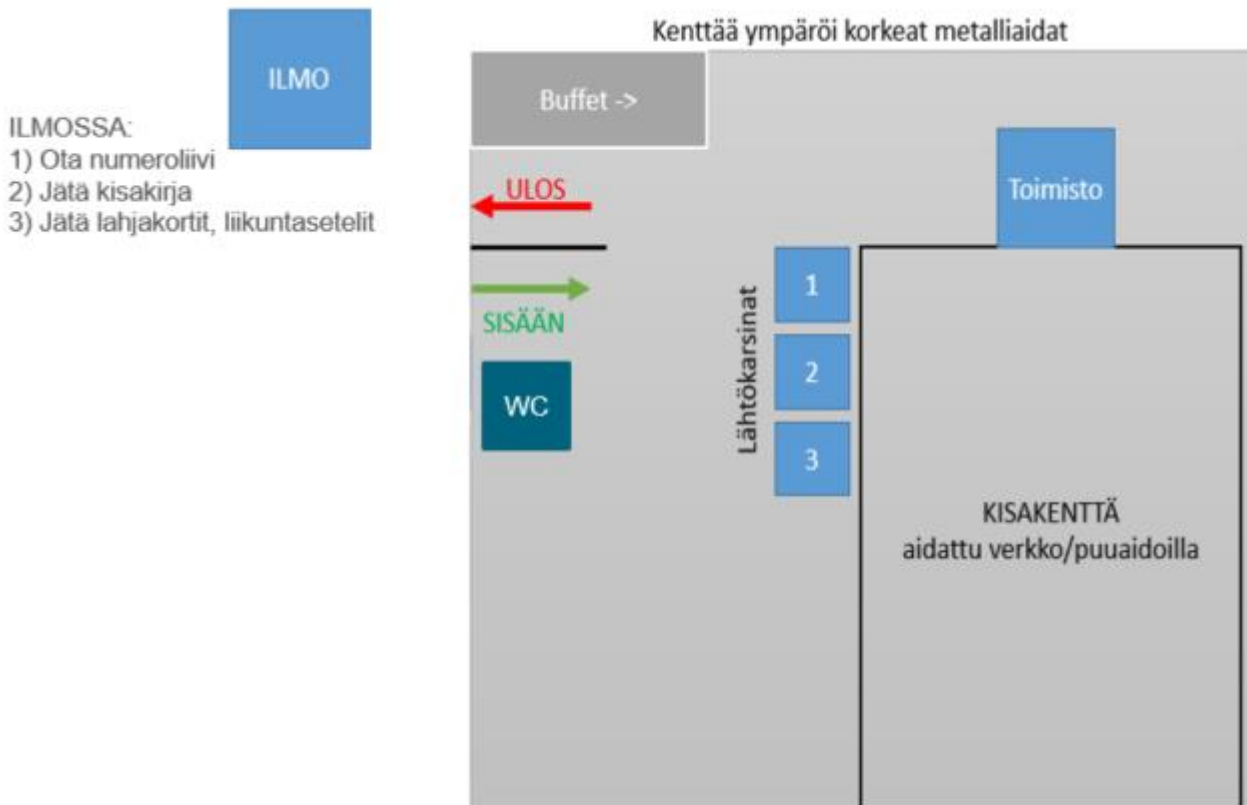 ILMO
ILMOSSA:
1) Ota numeroliivi
2) Jätä kisakirja
3) Jätä lahjakortit, liikuntasetelit
Kenttää ympäröi korkeat metalliaidat
Buffet ->
ULOS
SISÄÄN
WC
Toimisto
Lähtökarsinat
1
2
3
KISAKENTTÄ
aidattu verkko/puuaidoilla